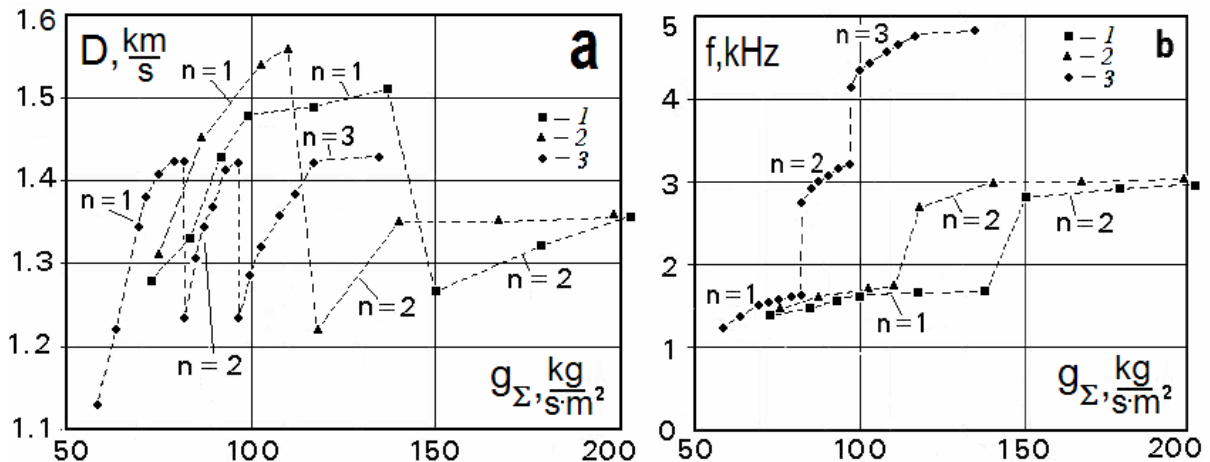 1.6
D, km/s
a
n = 1
n = 1
1.5
– 1
– 2
– 3
n = 3
1.4
n = 1
1.3
n = 2
1.2
n = 2
n = 2
g_Σ, kg/s·m²
1.1
50 100 150 200
5
f,kHz
n = 3
b
– 1
– 2
– 3
4
n = 2
3
n = 2
n = 2
2
n = 1
n = 1
1
g_Σ, kg/s·m²
0
50 100 150 200